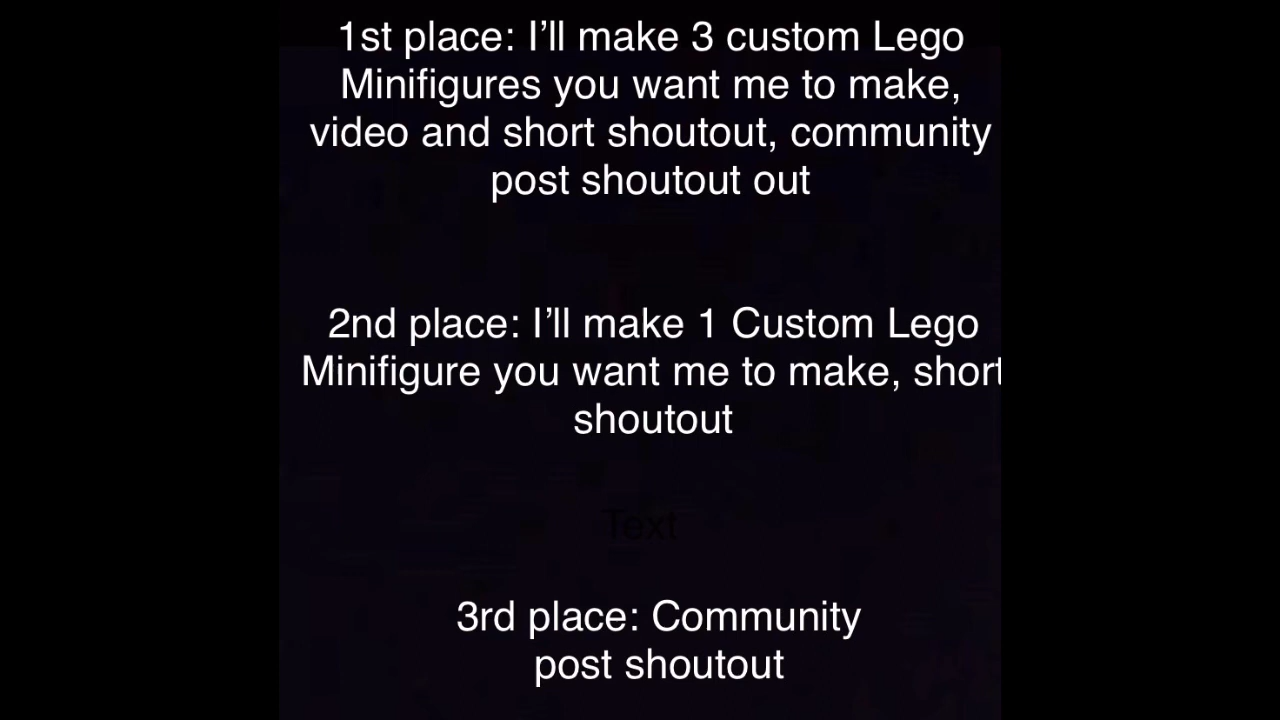 1st place: I’ll make 3 custom Lego
Minifigures you want me to make,
video and short shoutout, community
post shoutout out
2nd place: I’ll make 1 Custom Lego
Minifigure you want me to make, short
shoutout
Text
3rd place: Community
post shoutout